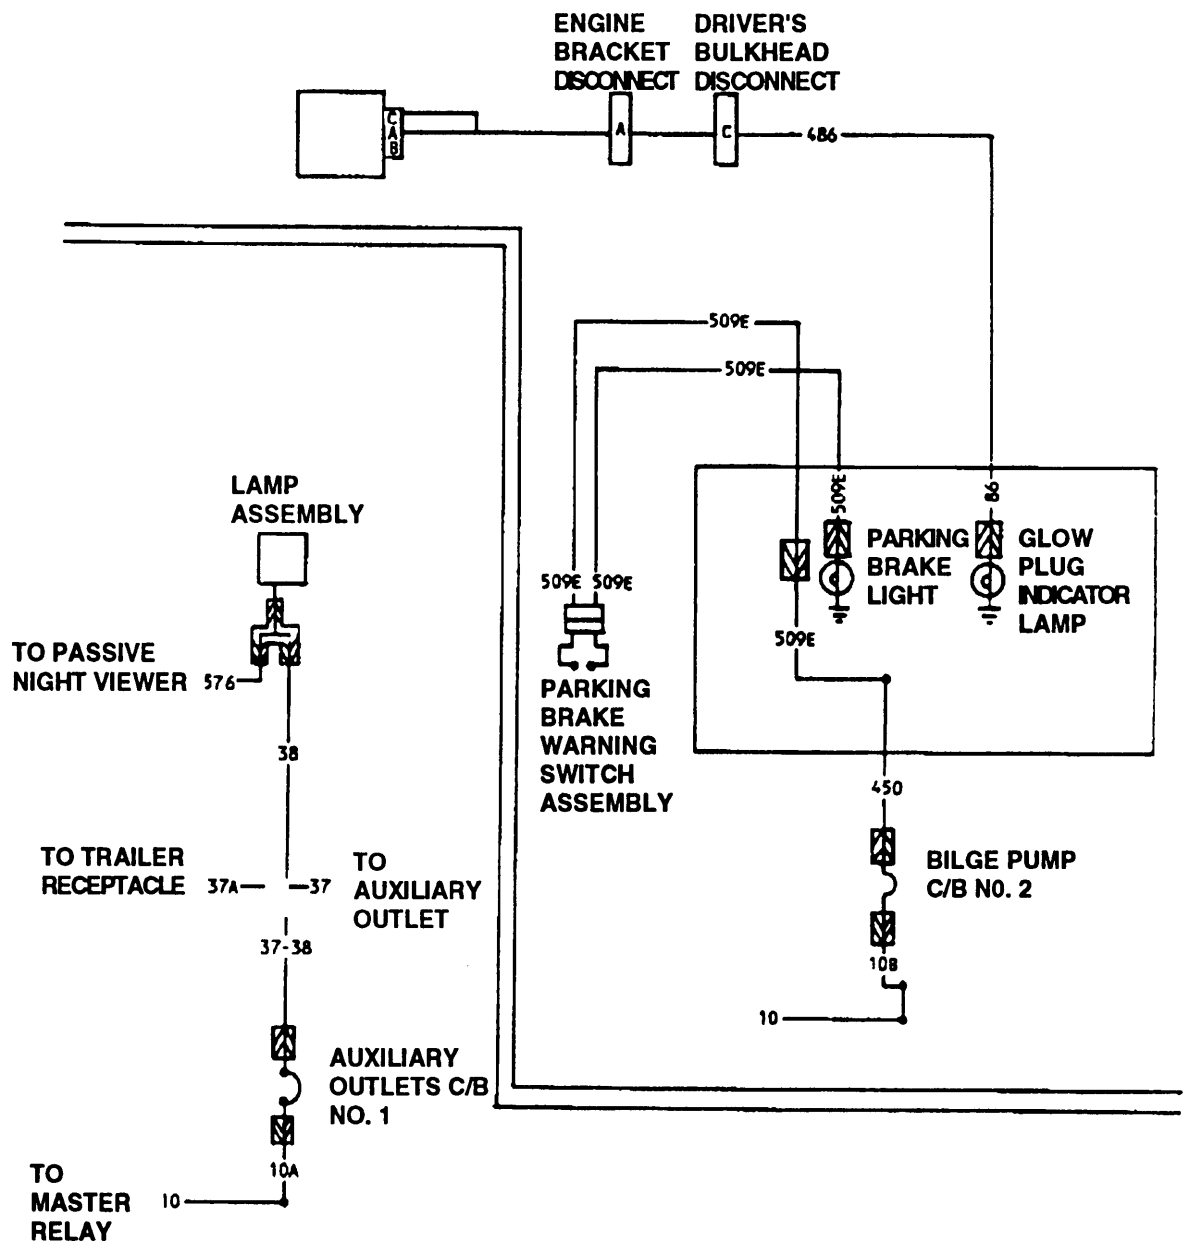 ENGINE
BRACKET
DISCONNECT
DRIVER'S
BULKHEAD
DISCONNECT
C
A
B
A
C
486
509E
509E
LAMP
ASSEMBLY
509E
86
PARKING
BRAKE
LIGHT
GLOW
PLUG
INDICATOR
LAMP
509E
509E
509E
TO PASSIVE
NIGHT VIEWER
576
PARKING
BRAKE
WARNING
SWITCH
ASSEMBLY
38
450
TO TRAILER
RECEPTACLE
37A
37
TO
AUXILIARY
OUTLET
BILGE PUMP
C/B NO. 2
37-38
10B
10
AUXILIARY
OUTLETS C/B
NO. 1
10A
TO
MASTER
RELAY
10